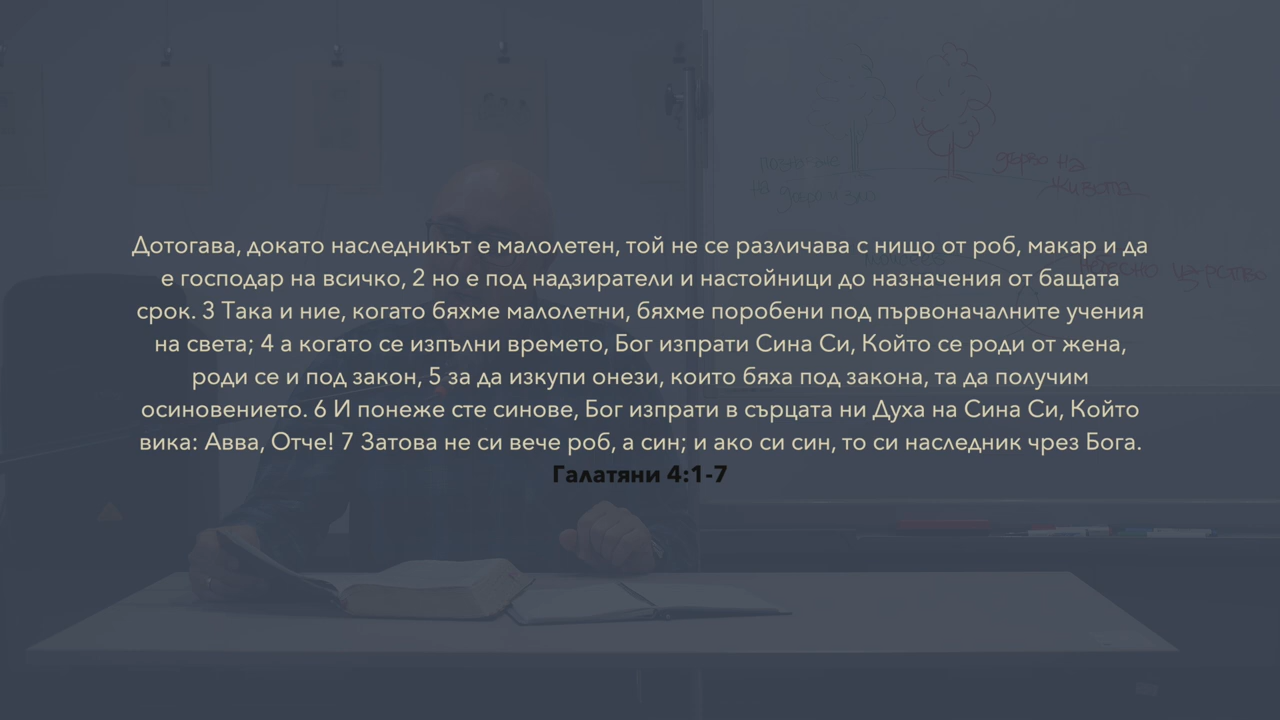 Дотогава, докато наследникът е малолетен, той не се различава с нищо от роб, макар и да
е господар на всичко, 2 но е под надзиратели и настойници до назначения от бащата
срок. 3 Така и ние, когато бяхме малолетни, бяхме поробени под първоначалните учения
на света; 4 а когато се изпълни времето, Бог изпрати Сина Си, Който се роди от жена,
роди се и под закон, 5 за да изкупи онези, които бяха под закона, та да получим
осиновението. 6 И понеже сте синове, Бог изпрати в сърцата ни Духа на Сина Си, Който
вика: Авва, Отче! 7 Затова не си вече роб, а син; и ако си син, то си наследник чрез Бога.
Галатяни 4:1-7
дърво на
живота
небесно царство